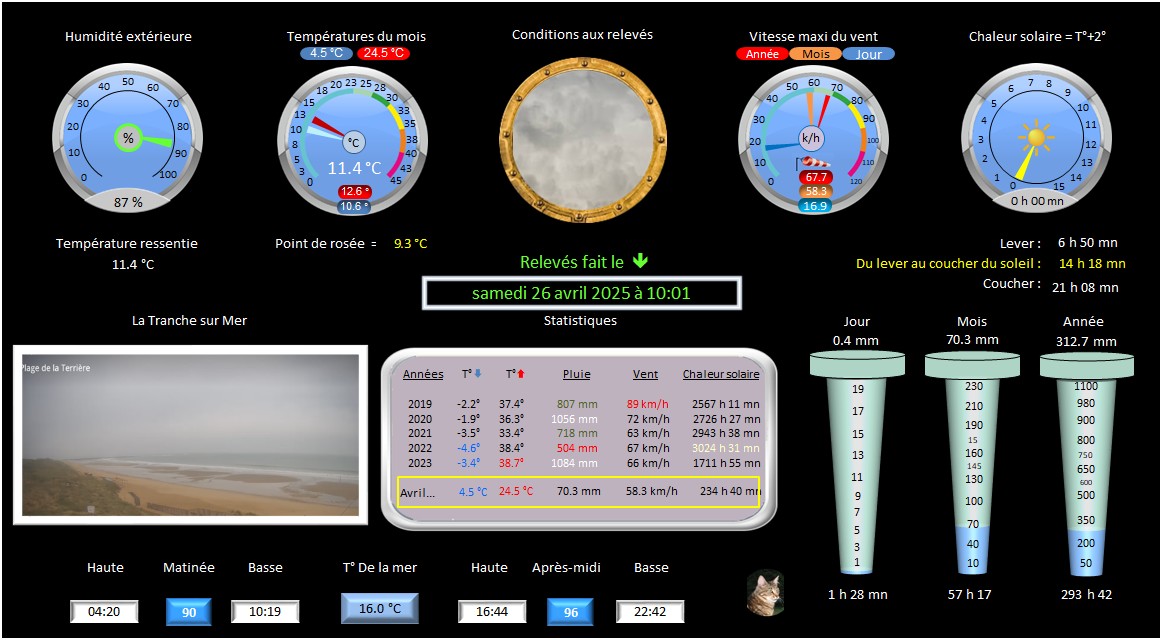 Humidité extérieure
Températures du mois
4.5 °C 24.5 °C
Conditions aux relevés
Vitesse maxi du vent
Année Mois Jour
Chaleur solaire = T°+2°
0 10 20 30 40 50 60 70 80 90 100
%
87 %
0 3 5 8 10 13 15 18 20 23 25 28 30 33 35 38 40 43 45
°C
11.4 °C
12.6 °
10.6 °
0 10 20 30 40 50 60 70 80 90 100 110 120
k/h
67.7
58.3
16.9
0 1 2 3 4 5 6 7 8 9 10 11 12 13 14 15
0 h 00 mn
Température ressentie
11.4 °C
Point de rosée = 9.3 °C
Relevés fait le
samedi 26 avril 2025 à 10:01
Lever : 6 h 50 mn
Du lever au coucher du soleil : 14 h 18 mn
Coucher : 21 h 08 mn
La Tranche sur Mer
Plage de la Terrière
Statistiques
Années T° T° Pluie Vent Chaleur solaire
2019 -2.2° 37.4° 807 mm 89 km/h 2567 h 11 mn
2020 -1.9° 36.3° 1056 mm 72 km/h 2726 h 27 mn
2021 -3.5° 33.4° 718 mm 63 km/h 2943 h 38 mn
2022 -4.6° 38.4° 504 mm 67 km/h 3024 h 31 mn
2023 -3.4° 38.7° 1084 mm 66 km/h 1711 h 55 mn
Avril... 4.5 °C 24.5 °C 70.3 mm 58.3 km/h 234 h 40 mn
Jour
0.4 mm
19
17
15
13
11
9
7
5
3
1
1 h 28 mn
Mois
70.3 mm
230
210
190
15
160
145
130
100
70
40
10
57 h 17
Année
312.7 mm
1100
980
900
800
750
650
600
500
350
200
50
293 h 42
Haute Matinée Basse
04:20 90 10:19
T° De la mer
16.0 °C
Haute Après-midi Basse
16:44 96 22:42